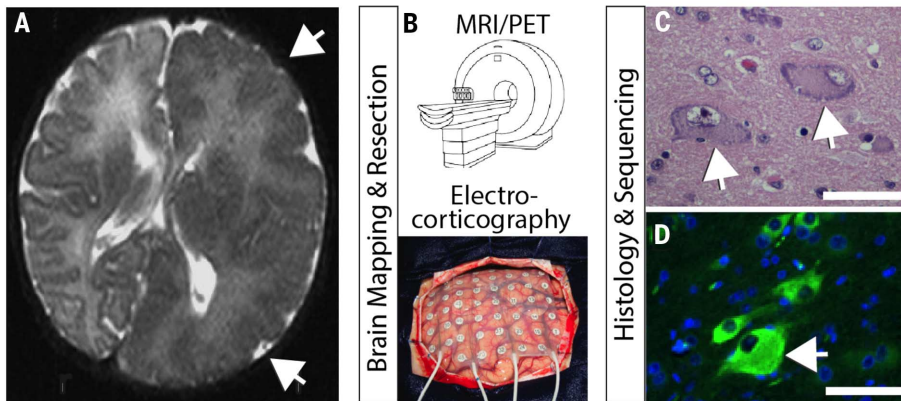 A
Brain Mapping & Resection
B
MRI/PET
Electro-
corticography
Histology & Sequencing
C
D